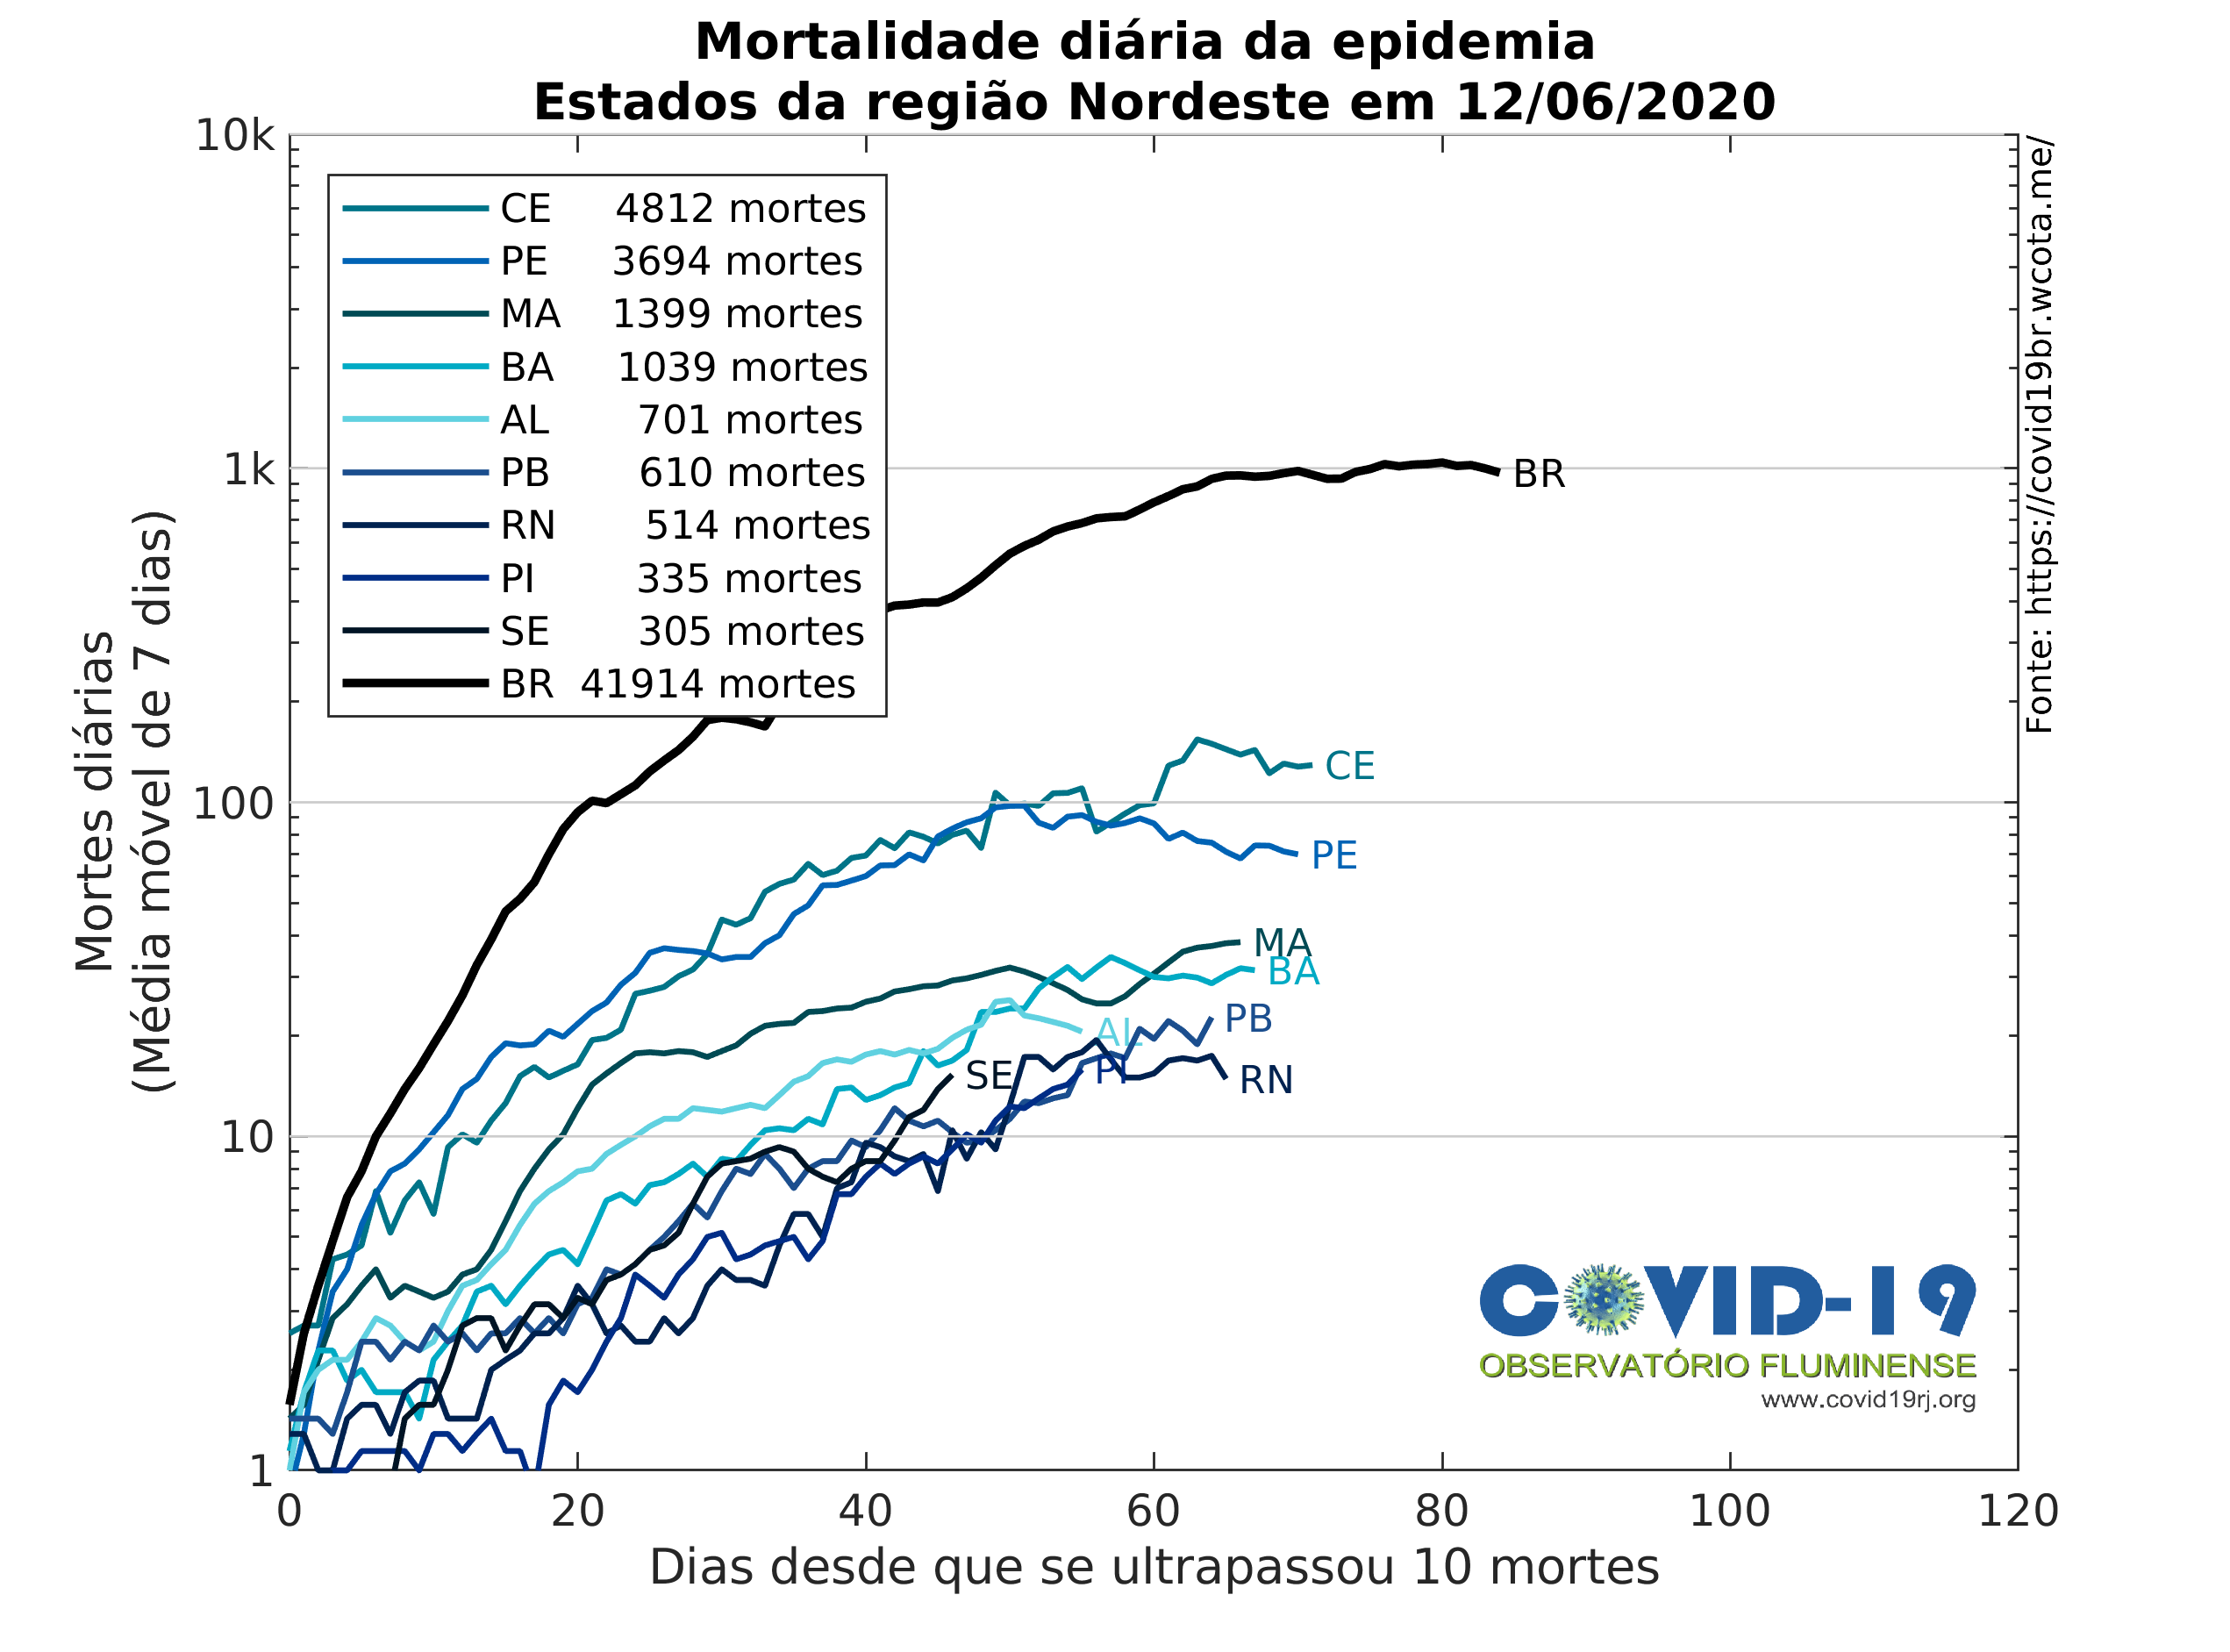 Mortalidade diária da epidemia
Estados da região Nordeste em 12/06/2020
10k
1k
100
10
1
Mortes diárias
(Média móvel de 7 dias)
CE 4812 mortes
PE 3694 mortes
MA 1399 mortes
BA 1039 mortes
AL 701 mortes
PB 610 mortes
RN 514 mortes
PI 335 mortes
SE 305 mortes
BR 41914 mortes
BR
CE
PE
MA
BA
PB
AL
SE
PI
RN
Fonte: https://covid19br.wcota.me/
COVID-19
OBSERVATÓRIO FLUMINENSE
www.covid19rj.org
0 20 40 60 80 100 120
Dias desde que se ultrapassou 10 mortes